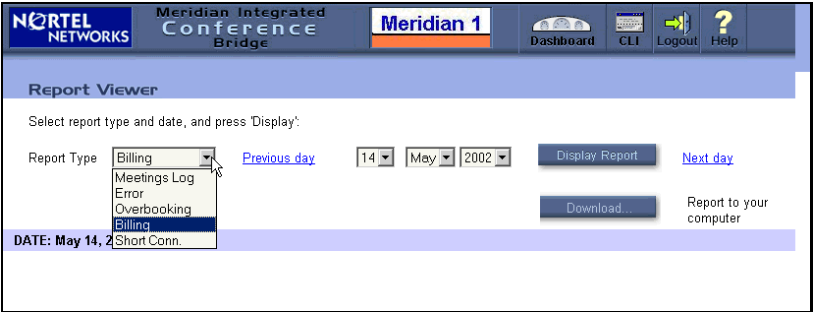 NORTEL NETWORKS
Meridian Integrated
Conference
Bridge
Meridian 1
Dashboard CLI Logout Help
Report Viewer
Select report type and date, and press 'Display':
Report Type Billing Previous day 14 May 2002 Display Report Next day
Meetings Log
Error
Overbooking
Billing
Short Conn.
Download... Report to your
computer
DATE: May 14, 2